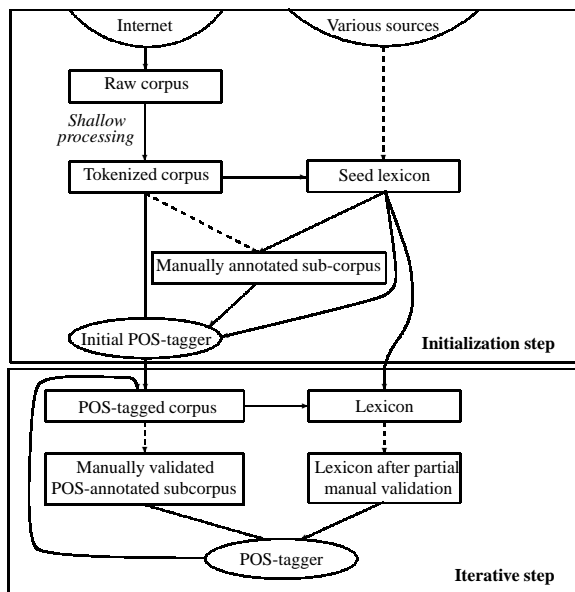 Internet
Various sources
Raw corpus
Shallow
processing
Tokenized corpus
Seed lexicon
Manually annotated sub-corpus
Initial POS-tagger
Initialization step
POS-tagged corpus
Lexicon
Manually validated
POS-annotated subcorpus
Lexicon after partial
manual validation
POS-tagger
Iterative step